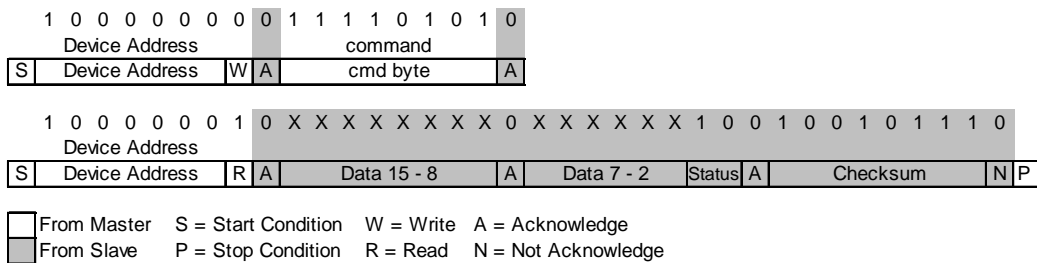 1 0 0 0 0 0 0 0 0 1 1 1 1 0 1 0 1 0
Device Address command
S Device Address W A cmd byte A
1 0 0 0 0 0 0 1 0 X X X X X X X X 0 X X X X X X 1 0 0 1 0 0 1 0 1 1 1 0
Device Address
S Device Address R A Data 15 - 8 A Data 7 - 2 Status A Checksum N P
From Master S = Start Condition W = Write A = Acknowledge
From Slave P = Stop Condition R = Read N = Not Acknowledge